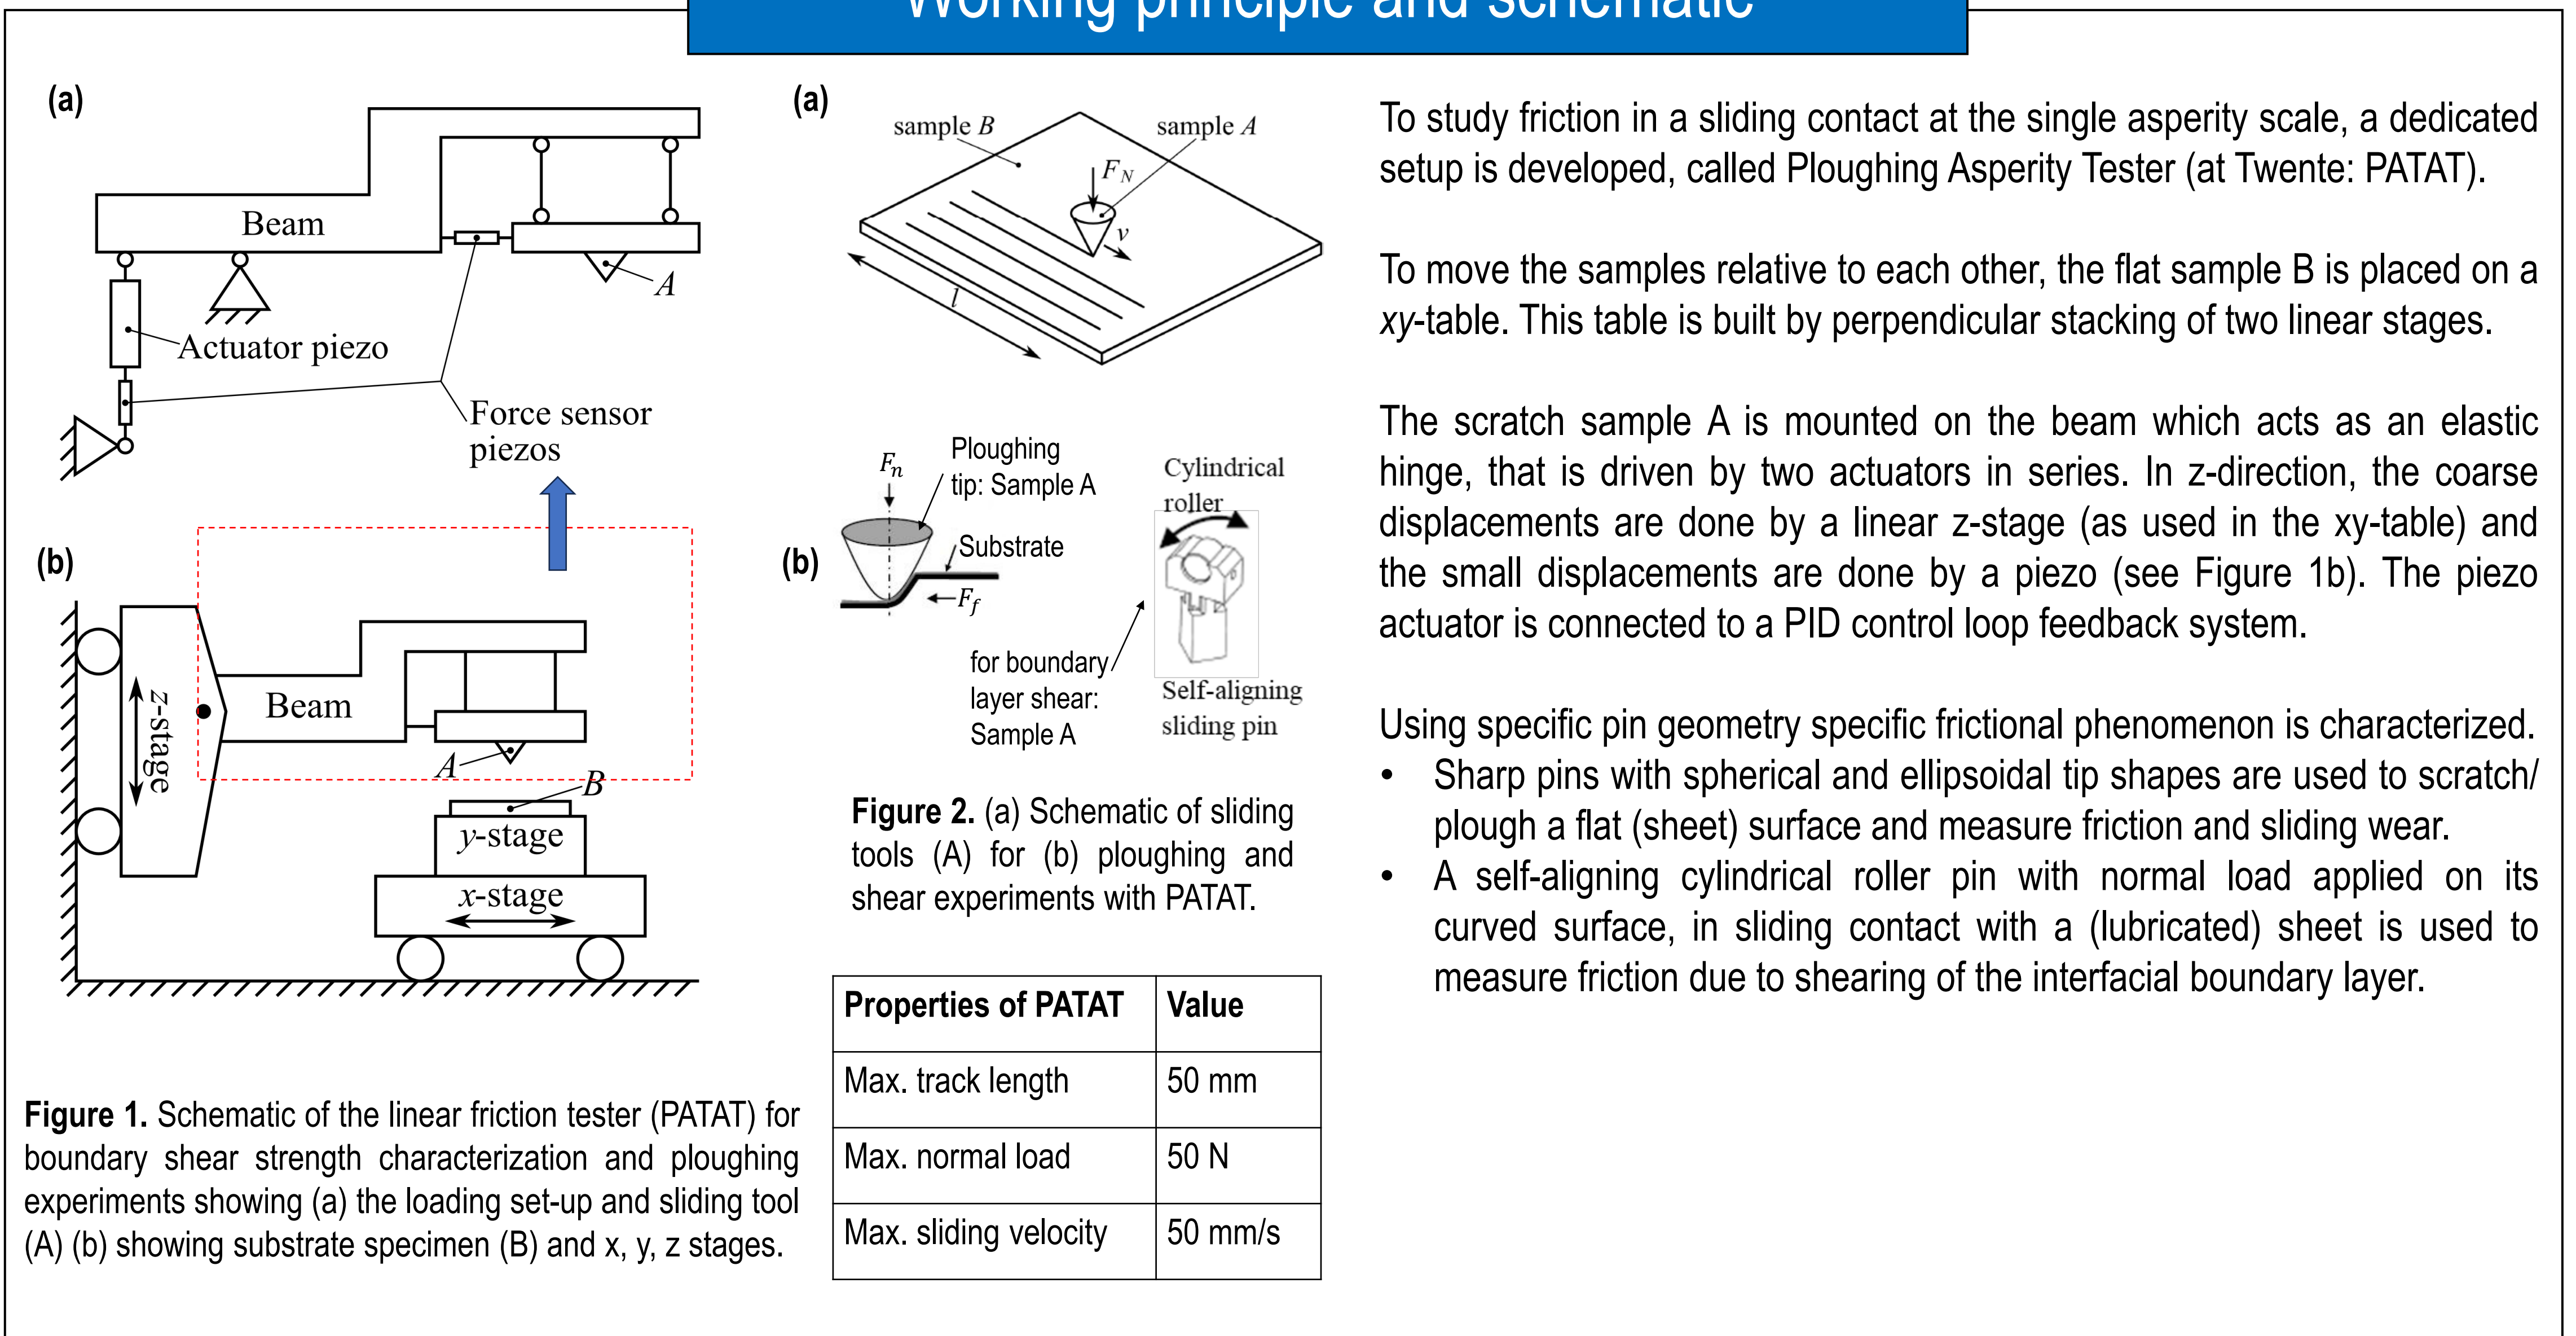 Working principle and schematic
(a)
Beam
A
Actuator piezo
Force sensor
piezos
(b)
z-stage
Beam
A
B
y-stage
x-stage
Figure 1. Schematic of the linear friction tester (PATAT) for
boundary shear strength characterization and ploughing
experiments showing (a) the loading set-up and sliding tool
(A) (b) showing substrate specimen (B) and x, y, z stages.
(a)
sample B
sample A
F_N
v
l
(b)
F_n
Ploughing
tip: Sample A
Substrate
F_f
Cylindrical
roller
for boundary
layer shear:
Sample A
Self-aligning
sliding pin
Figure 2. (a) Schematic of sliding
tools (A) for (b) ploughing and
shear experiments with PATAT.
Properties of PATAT Value
Max. track length 50 mm
Max. normal load 50 N
Max. sliding velocity 50 mm/s
To study friction in a sliding contact at the single asperity scale, a dedicated
setup is developed, called Ploughing Asperity Tester (at Twente: PATAT).
To move the samples relative to each other, the flat sample B is placed on a
xy-table. This table is built by perpendicular stacking of two linear stages.
The scratch sample A is mounted on the beam which acts as an elastic
hinge, that is driven by two actuators in series. In z-direction, the coarse
displacements are done by a linear z-stage (as used in the xy-table) and
the small displacements are done by a piezo (see Figure 1b). The piezo
actuator is connected to a PID control loop feedback system.
Using specific pin geometry specific frictional phenomenon is characterized.
• Sharp pins with spherical and ellipsoidal tip shapes are used to scratch/
plough a flat (sheet) surface and measure friction and sliding wear.
• A self-aligning cylindrical roller pin with normal load applied on its
curved surface, in sliding contact with a (lubricated) sheet is used to
measure friction due to shearing of the interfacial boundary layer.